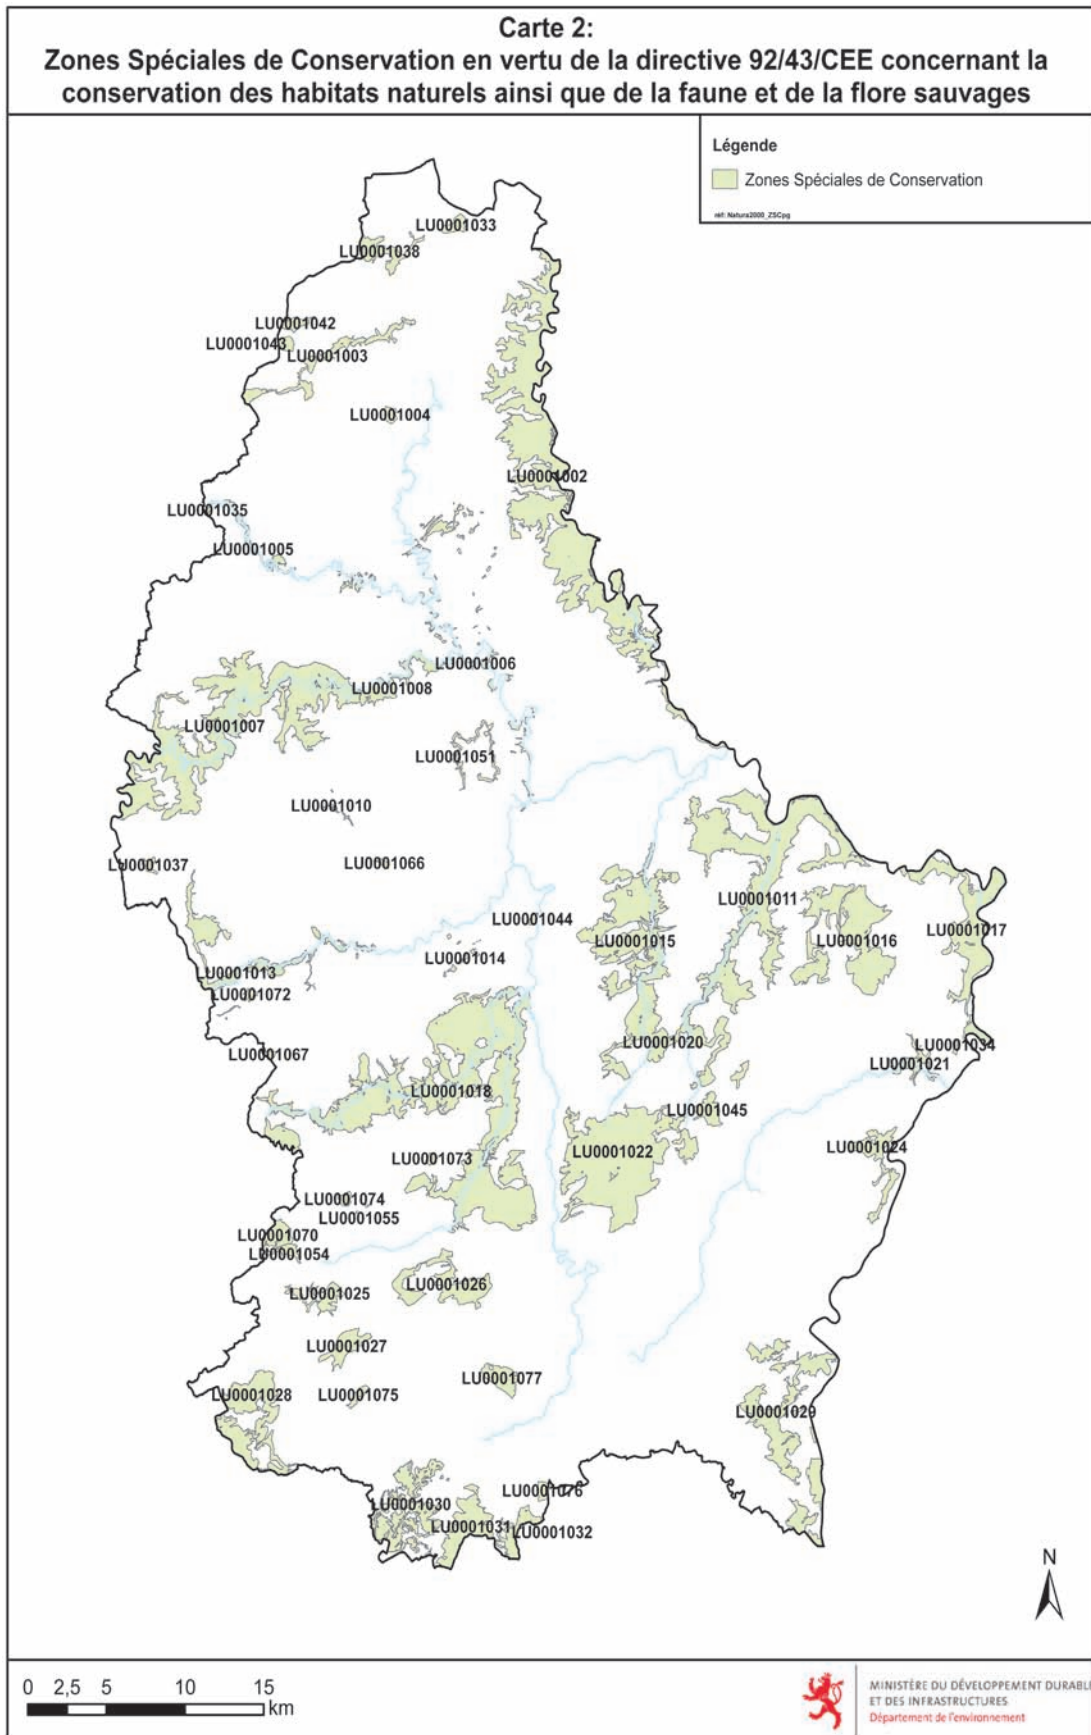 Carte 2:
Zones Spéciales de Conservation en vertu de la directive 92/43/CEE concernant la
conservation des habitats naturels ainsi que de la faune et de la flore sauvages
Légende
Zones Spéciales de Conservation
réf: Natura2000_ZSCpg
LU0001033
LU0001038
LU0001042
LU0001043
LU0001003
LU0001004
LU0001002
LU0001035
LU0001005
LU0001006
LU0001008
LU0001007
LU0001051
LU0001010
LU0001037
LU0001066
LU0001011
LU0001044
LU0001015
LU0001016
LU0001017
LU0001014
LU0001013
LU0001072
LU0001067
LU0001020
LU0001034
LU0001021
LU0001018
LU0001045
LU0001022
LU0001024
LU0001073
LU0001074
LU0001055
LU0001070
LU0001054
LU0001026
LU0001025
LU0001027
LU0001077
LU0001028
LU0001075
LU0001029
LU0001076
LU0001030
LU0001031
LU0001032
N
0 2,5 5 10 15
km
MINISTÈRE DU DÉVELOPPEMENT DURABLE
ET DES INFRASTRUCTURES
Département de l'environnement